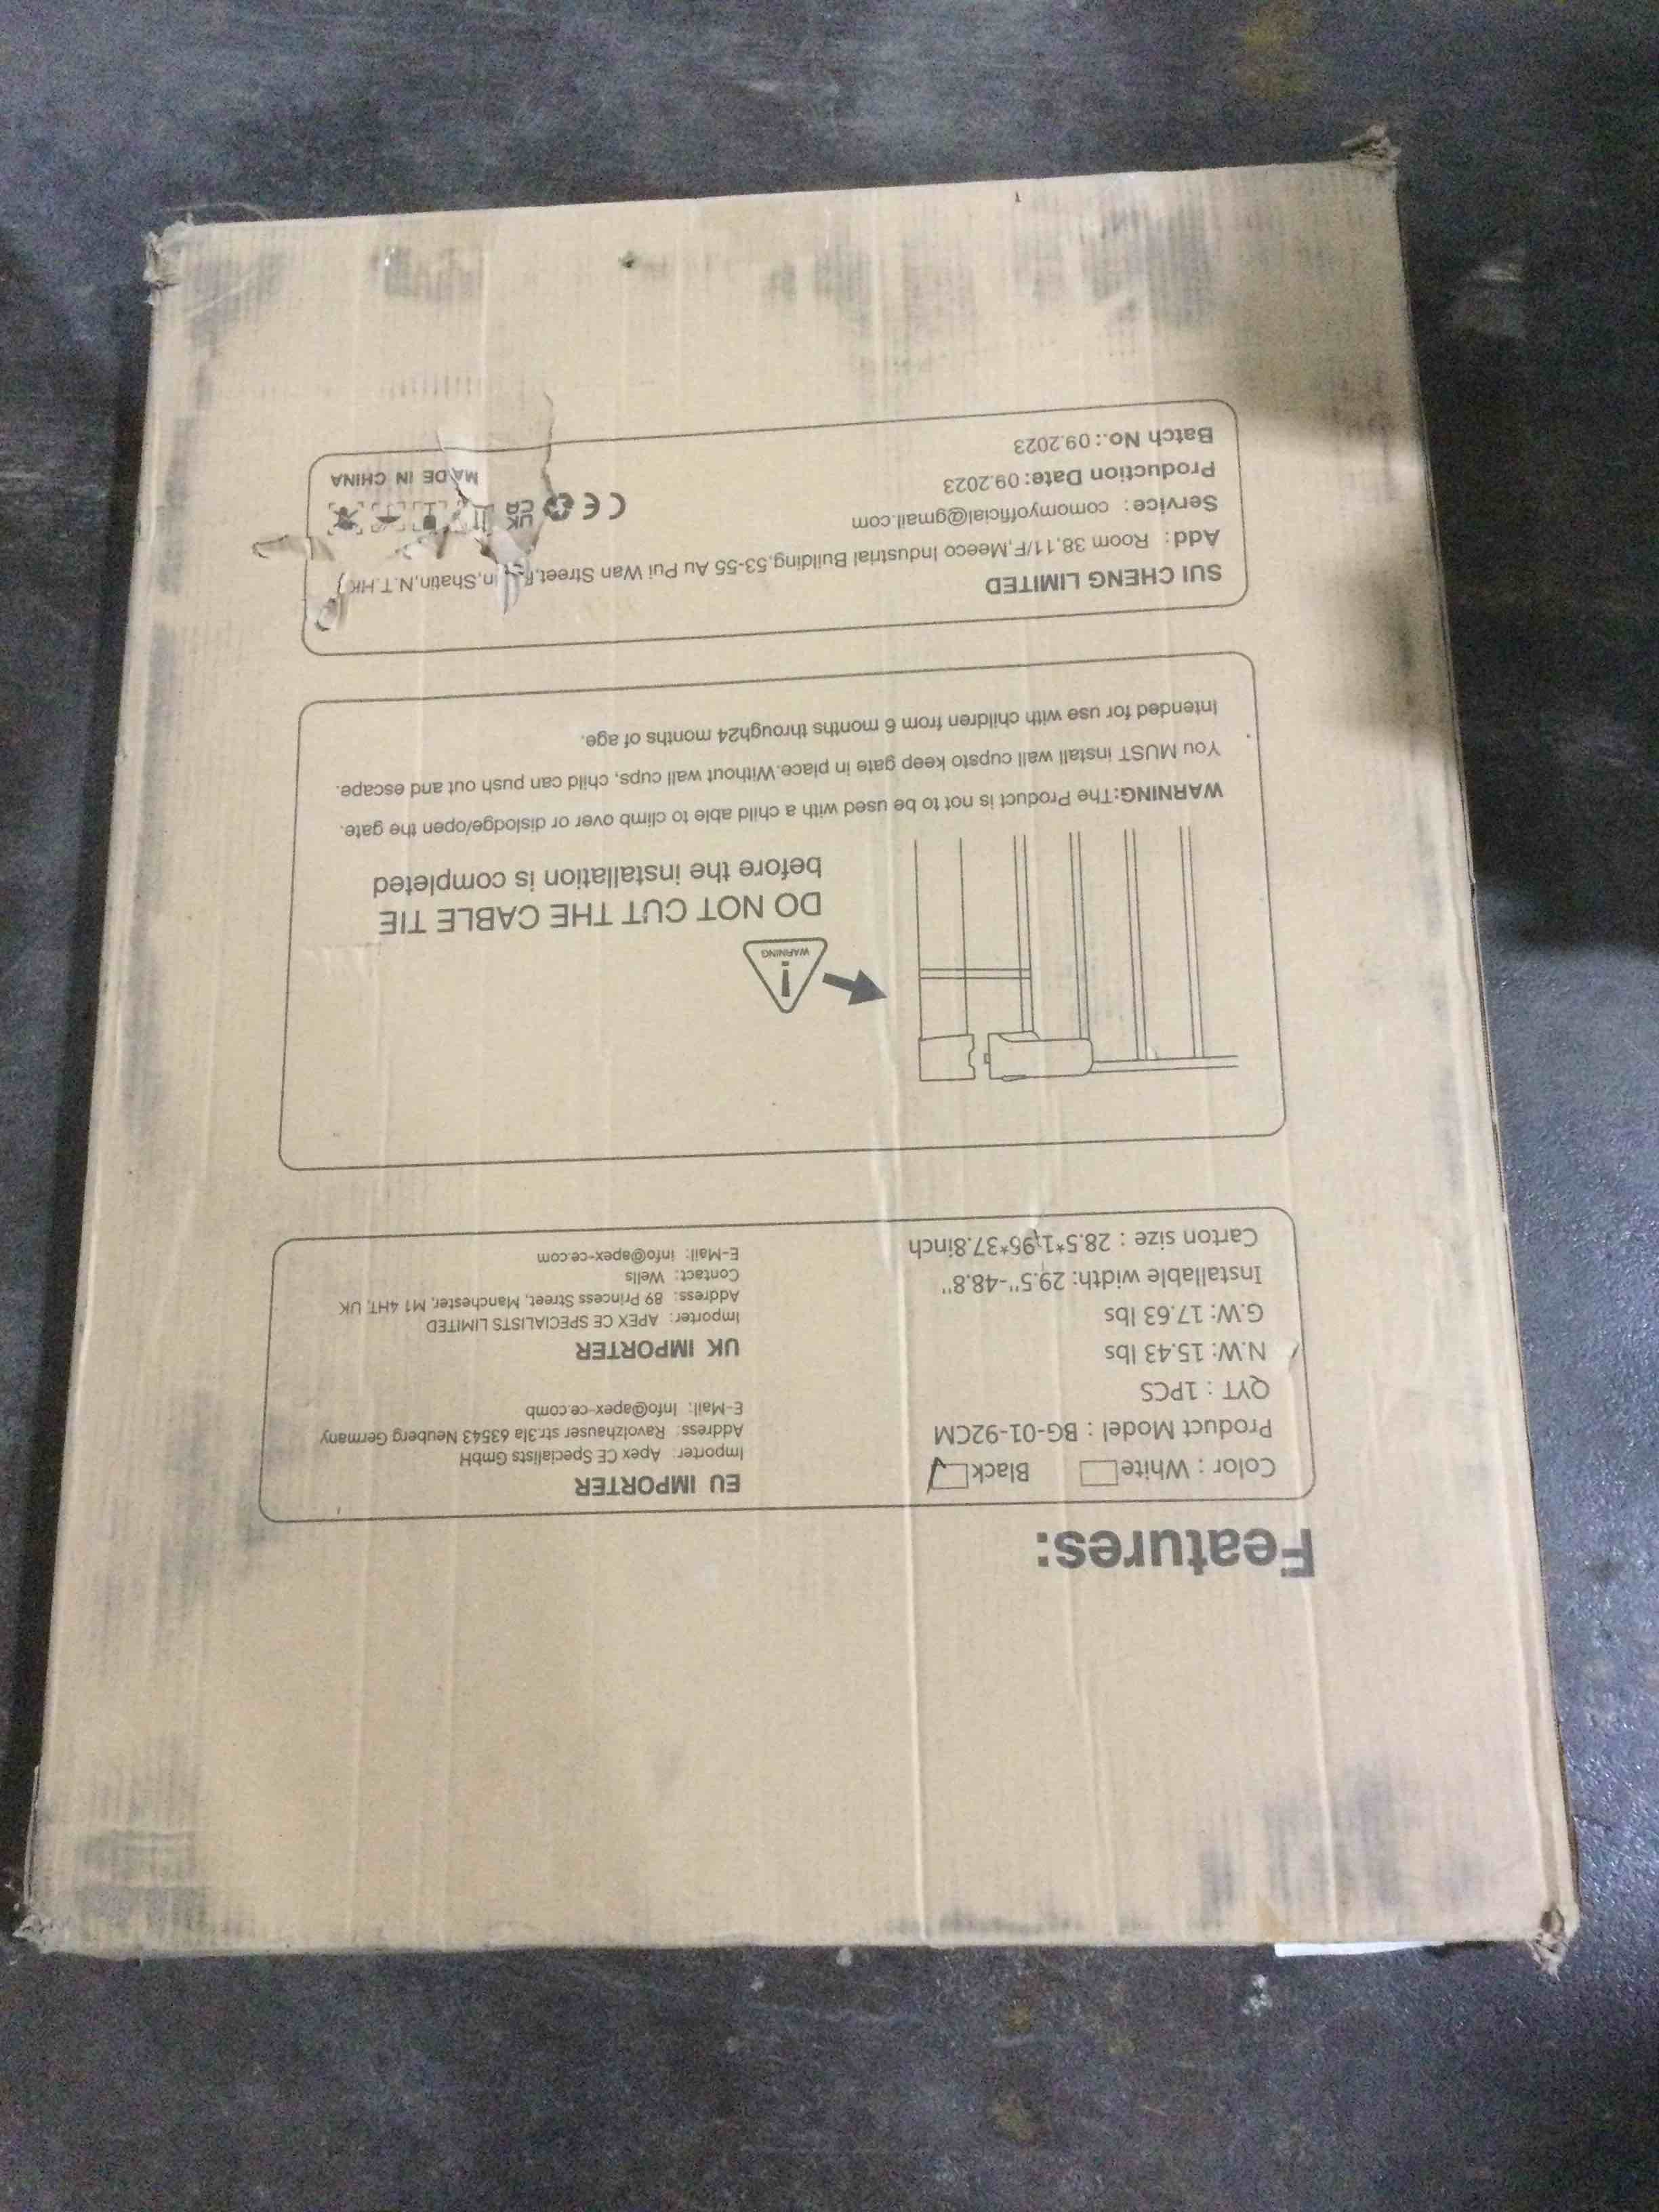 Features:
Color : White Black
Product Model : BG-01-92CM
QYT : 1PCS
N.W: 15.43 lbs
G.W: 17.63 lbs
Installable width: 29.5"-48.8"
Carton size : 28.5*1.96*37.8inch
EU IMPORTER
Importer: Apex CE Specialists GmbH
Address: Ravolzhauser str.3la 63543 Neuberg Germany
E-Mail: Info@apex-ce.comb
UK IMPORTER
Importer: APEX CE SPECIALISTS LIMITED
Address: 89 Princess Street, Manchester, M1 4HT, UK
Contact: Wells
E-Mail: info@apex-ce.com
WARNING
DO NOT CUT THE CABLE TIE
before the installation is completed
WARNING:The Product is not to be used with a child able to climb over or dislodge/open the gate.
You MUST install wall cupsto keep gate in place.Without wall cups, child can push out and escape.
Intended for use with children from 6 months through24 months of age.
SUI CHENG LIMITED
Add: Room 38,11/F,Meeco Industrial Building,53-55 Au Pui Wan Street, Shatin,N.T.HK)
Service: comomyofficial@gmail.com
Production Date: 09.2023
Batch No.: 09.2023
CE
UK
CA
MADE IN CHINA